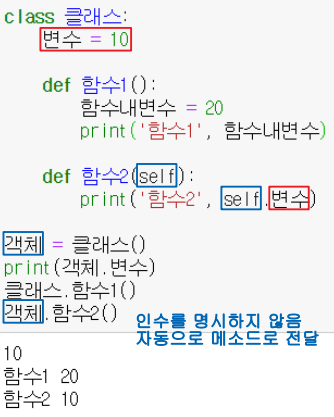 class 클래스:
변수 = 10
def 함수1():
함수내변수 = 20
print('함수1', 함수내변수)
def 함수2(self):
print('함수2', self.변수)
객체 = 클래스()
print(객체.변수)
클래스.함수1()
객체.함수2()
인수를 명시하지 않음
자동으로 메소드로 전달
10
함수1 20
함수2 10